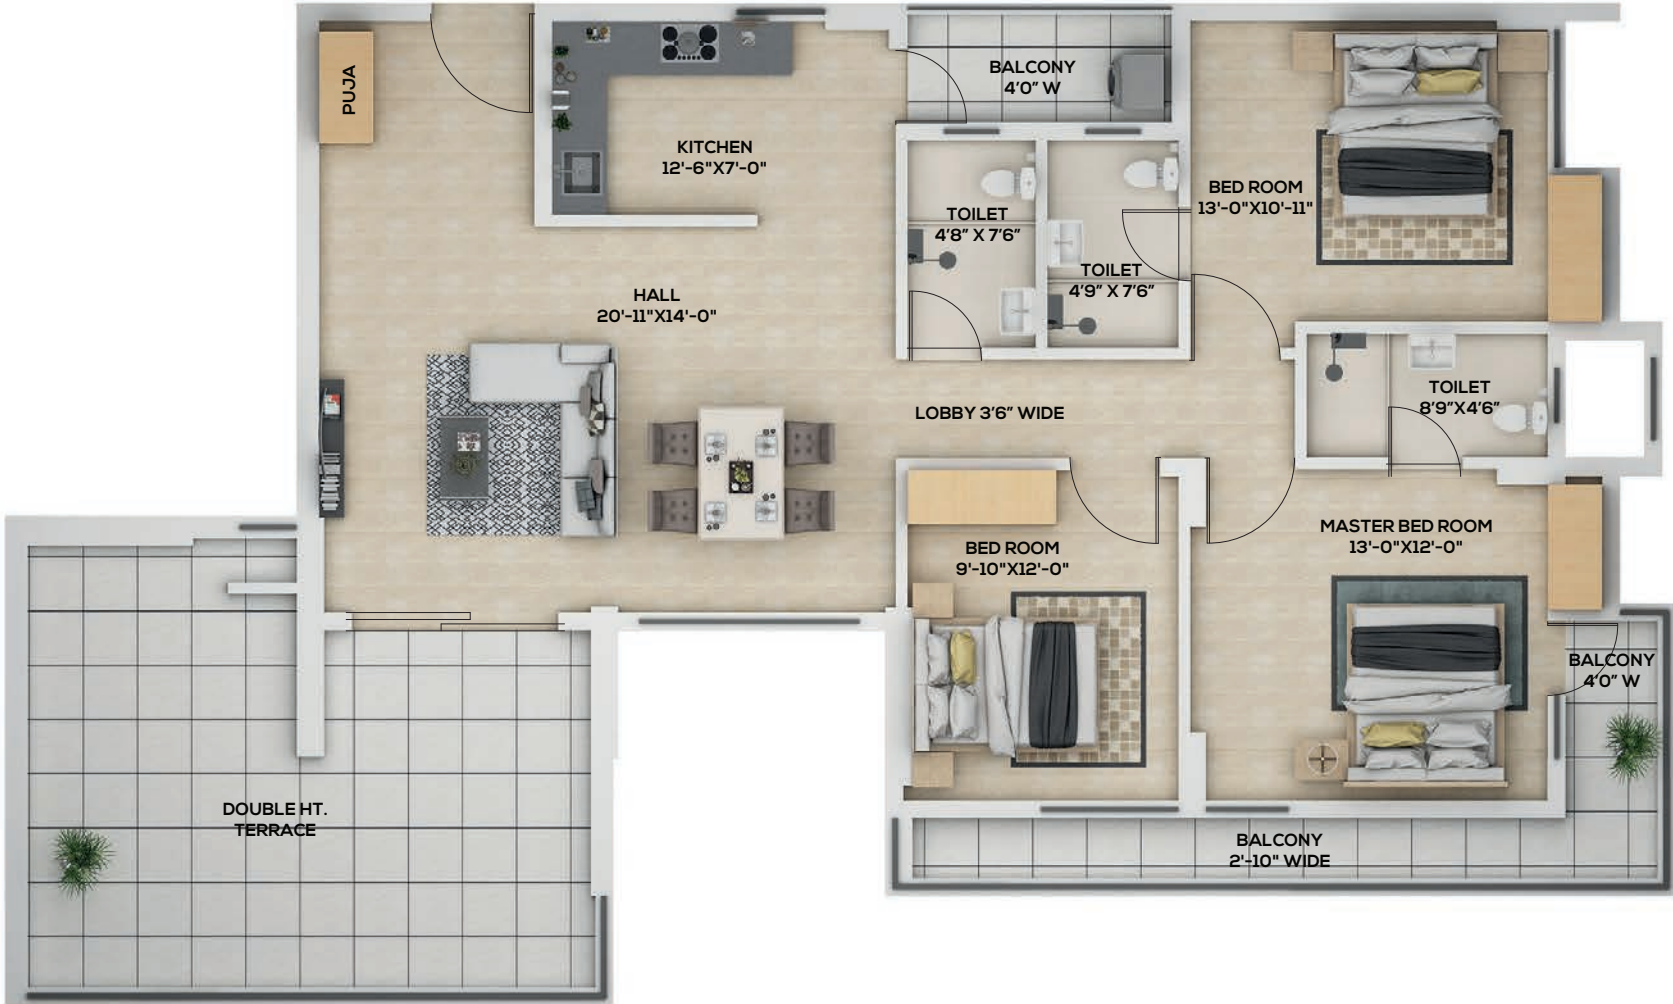 PUJA
BALCONY
4'0" W
KITCHEN
12'-6"X7'-0"
BED ROOM
13'-0"X10'-11"
TOILET
4'8" X 7'6"
TOILET
4'9" X 7'6"
HALL
20'-11"X14'-0"
TOILET
8'9"X4'6"
LOBBY 3'6" WIDE
MASTER BED ROOM
13'-0"X12'-0"
BED ROOM
9'-10"X12'-0"
BALCONY
4'0" W
DOUBLE HT.
TERRACE
BALCONY
2'-10" WIDE